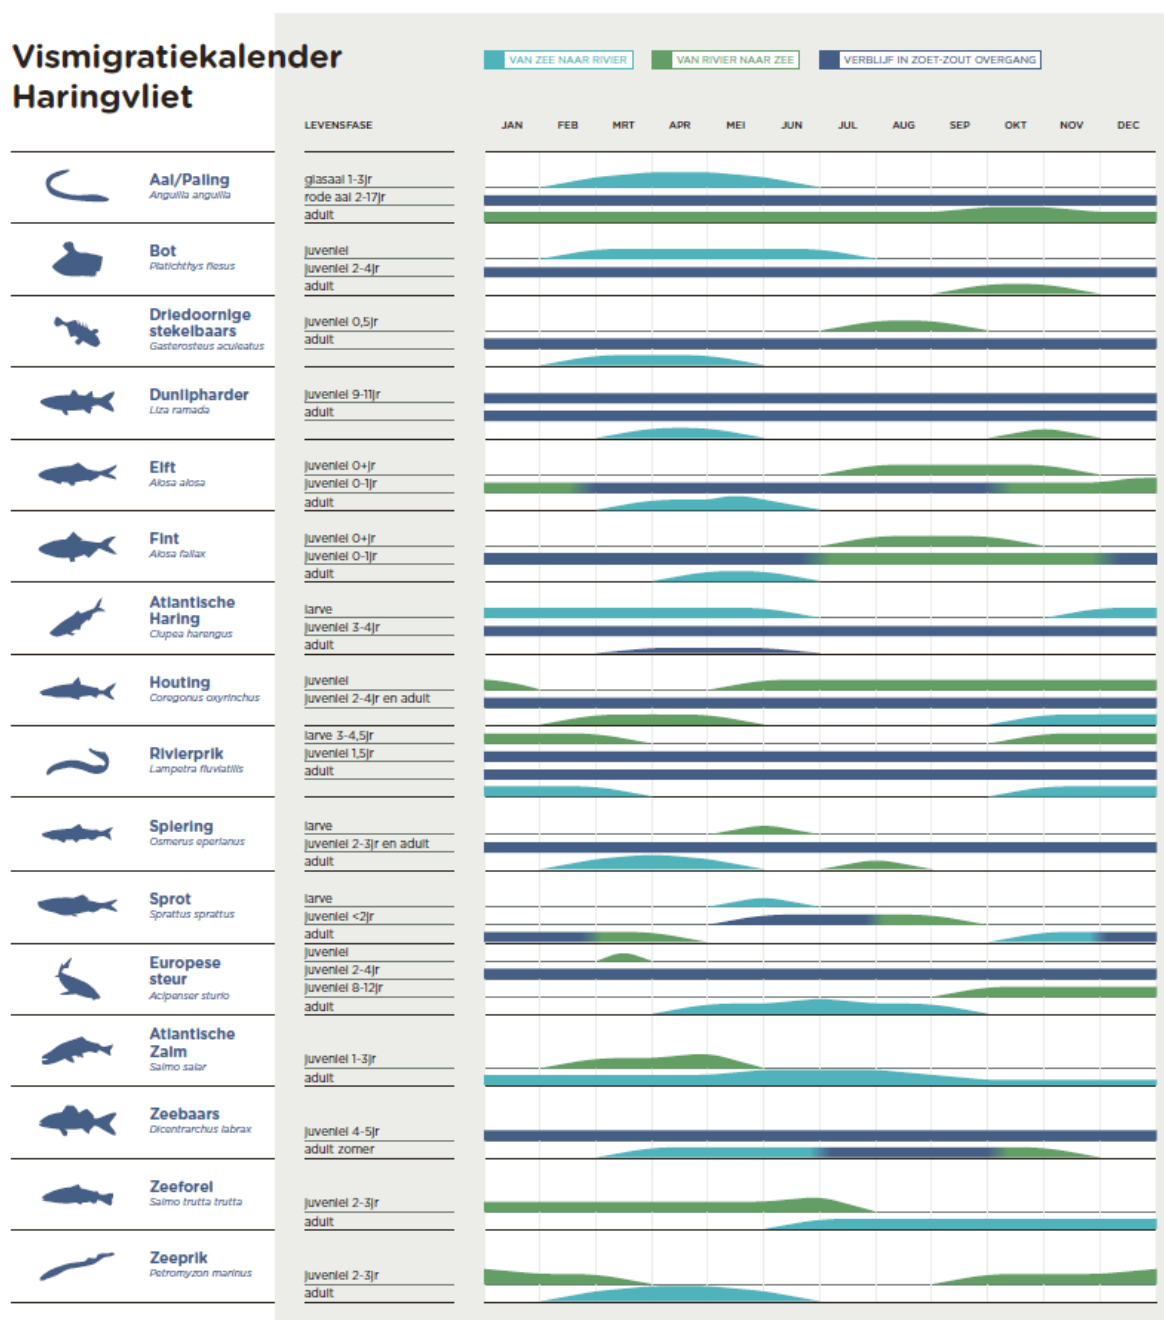 Vismigratiekalender
Haringvliet
VAN ZEE NAAR RIVIER
VAN RIVIER NAAR ZEE
VERBLIJF IN ZOET-ZOUT OVERGANG
LEVENSFASE JAN FEB MRT APR MEI JUN JUL AUG SEP OKT NOV DEC
Aal/Paling
Anguilla anguilla
glasaal 1-3jr
rode aal 2-17jr
adult
Bot
Platichthys flesus
juveniel
juveniel 2-4jr
adult
Driedoornige
stekelbaars
Gasterosteus aculeatus
juveniel 0,5jr
adult
Dunlipharder
Liza ramada
juveniel 9-11jr
adult
Elft
Alosa alosa
juveniel 0+jr
juveniel 0-1jr
adult
Fint
Alosa fallax
juveniel 0+jr
juveniel 0-1jr
adult
Atlantische
Haring
Clupea harengus
larve
juveniel 3-4jr
adult
Houting
Coregonus oxyrinchus
juveniel
juveniel 2-4jr en adult
Rivierprik
Lampetra fluviatilis
larve 3-4,5jr
juveniel 1,5jr
adult
Spiering
Osmerus eperlanus
larve
juveniel 2-3jr en adult
adult
Sprot
Sprattus sprattus
larve
juveniel <2jr
adult
Europese
steur
Acipenser sturio
juveniel
juveniel 2-4jr
juveniel 8-12jr
adult
Atlantische
Zalm
Salmo salar
juveniel 1-3jr
adult
Zeebaars
Dicentrarchus labrax
juveniel 4-5jr
adult zomer
Zeeforel
Salmo trutta trutta
juveniel 2-3jr
adult
Zeeprik
Petromyzon marinus
juveniel 2-3jr
adult